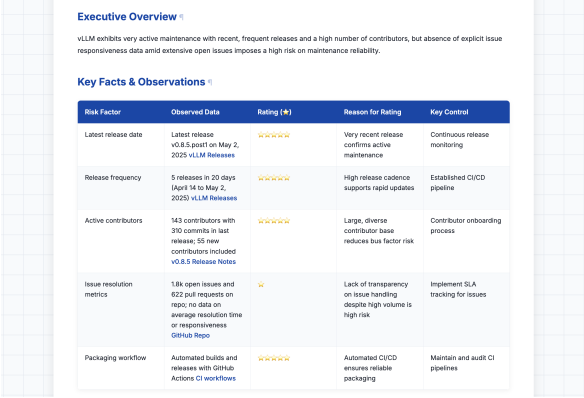 Executive Overview ¶
vLLM exhibits very active maintenance with recent, frequent releases and a high number of contributors, but absence of explicit issue
responsiveness data amid extensive open issues imposes a high risk on maintenance reliability.
Key Facts & Observations ¶
Risk Factor Observed Data Rating (★) Reason for Rating Key Control
Latest release date
Latest release
v0.8.5.post1 on May 2,
2025 vLLM Releases
☆☆☆☆☆
Very recent release
confirms active
maintenance
Continuous release
monitoring
Release frequency
5 releases in 20 days
(April 14 to May 2,
2025) vLLM Releases
☆☆☆☆☆
High release cadence
supports rapid updates
Established CI/CD
pipeline
Active contributors
143 contributors with
310 commits in last
release; 55 new
contributors included
v0.8.5 Release Notes
☆☆☆☆☆
Large, diverse
contributor base
reduces bus factor risk
Contributor onboarding
process
Issue resolution
metrics
1.8k open issues and
622 pull requests on
repo; no data on
average resolution time
or responsiveness
GitHub Repo
☆
Lack of transparency
on issue handling
despite high volume is
high risk
Implement SLA
tracking for issues
Packaging workflow
Automated builds and
releases with GitHub
Actions CI workflows
☆☆☆☆☆
Automated CI/CD
ensures reliable
packaging
Maintain and audit CI
pipelines